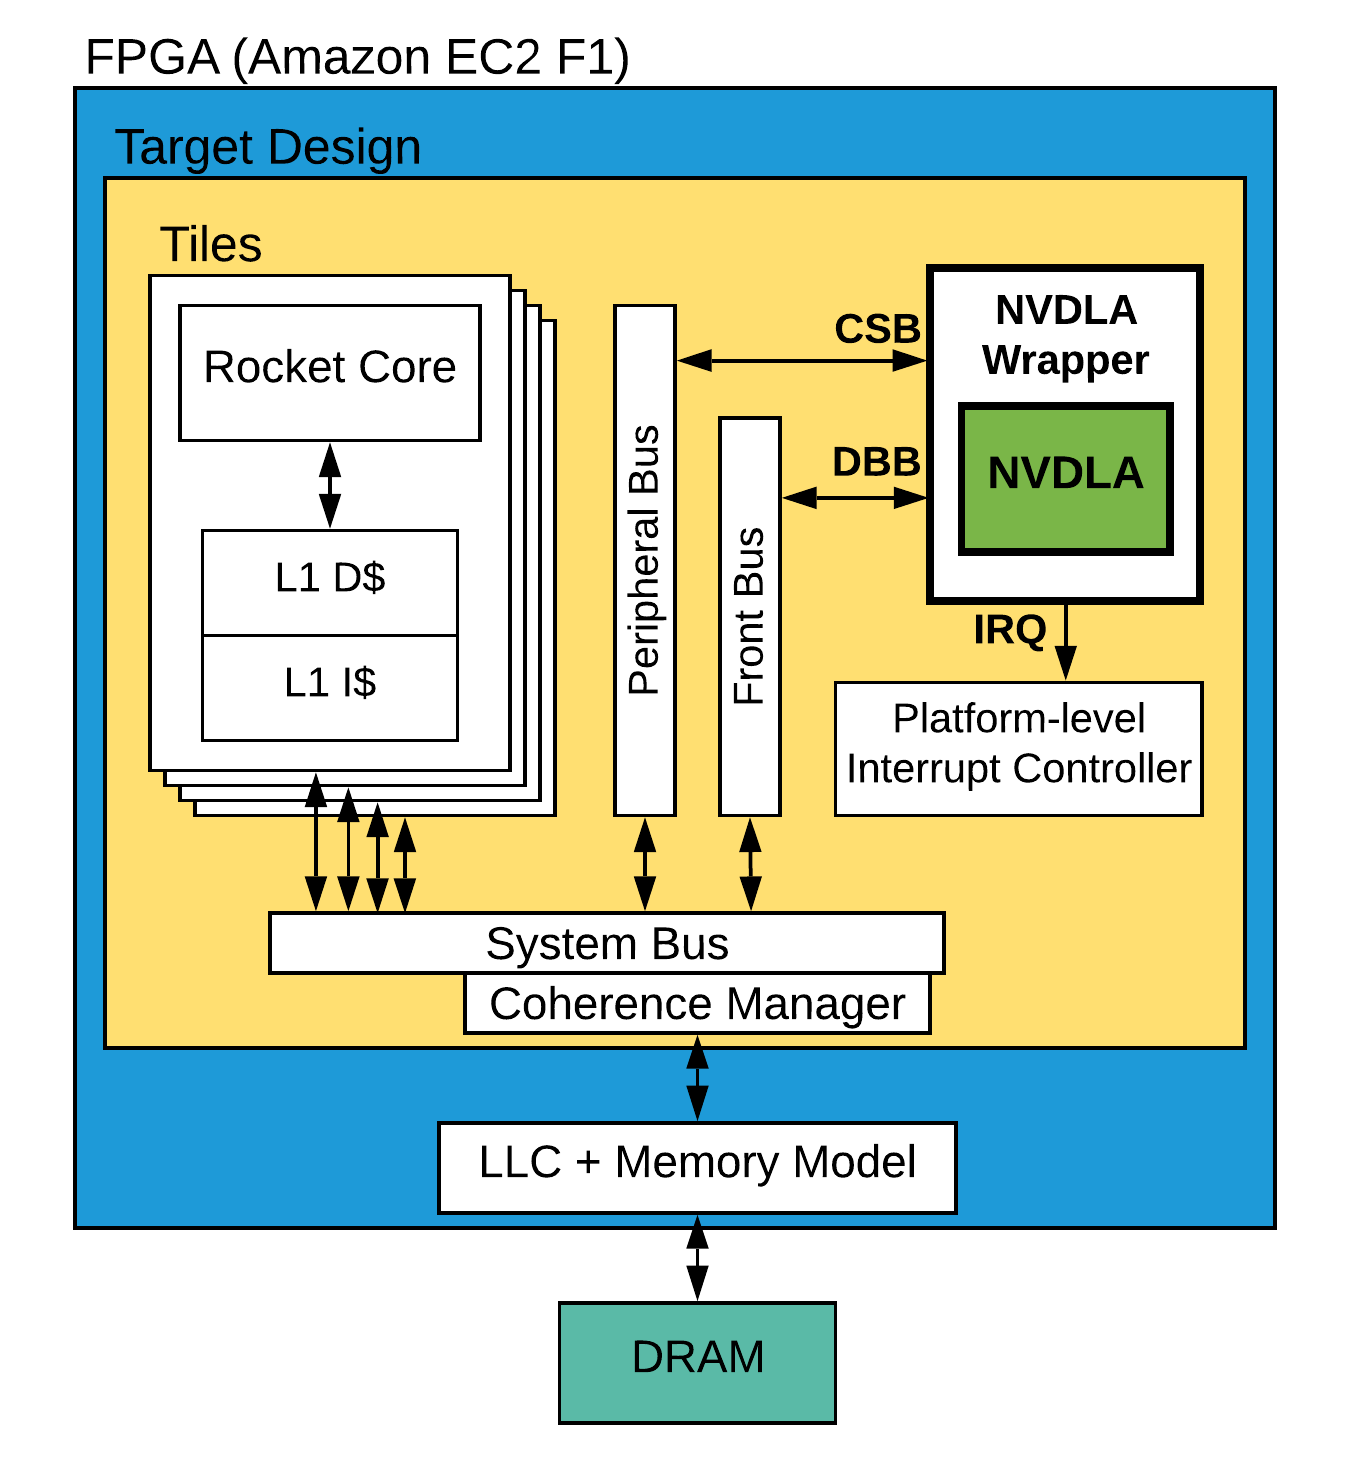 FPGA (Amazon EC2 F1)
Target Design
Tiles
Rocket Core
L1 D$
L1 I$
Peripheral Bus
Front Bus
CSB
DBB
NVDLA
Wrapper
NVDLA
IRQ
Platform-level
Interrupt Controller
System Bus
Coherence Manager
LLC + Memory Model
DRAM